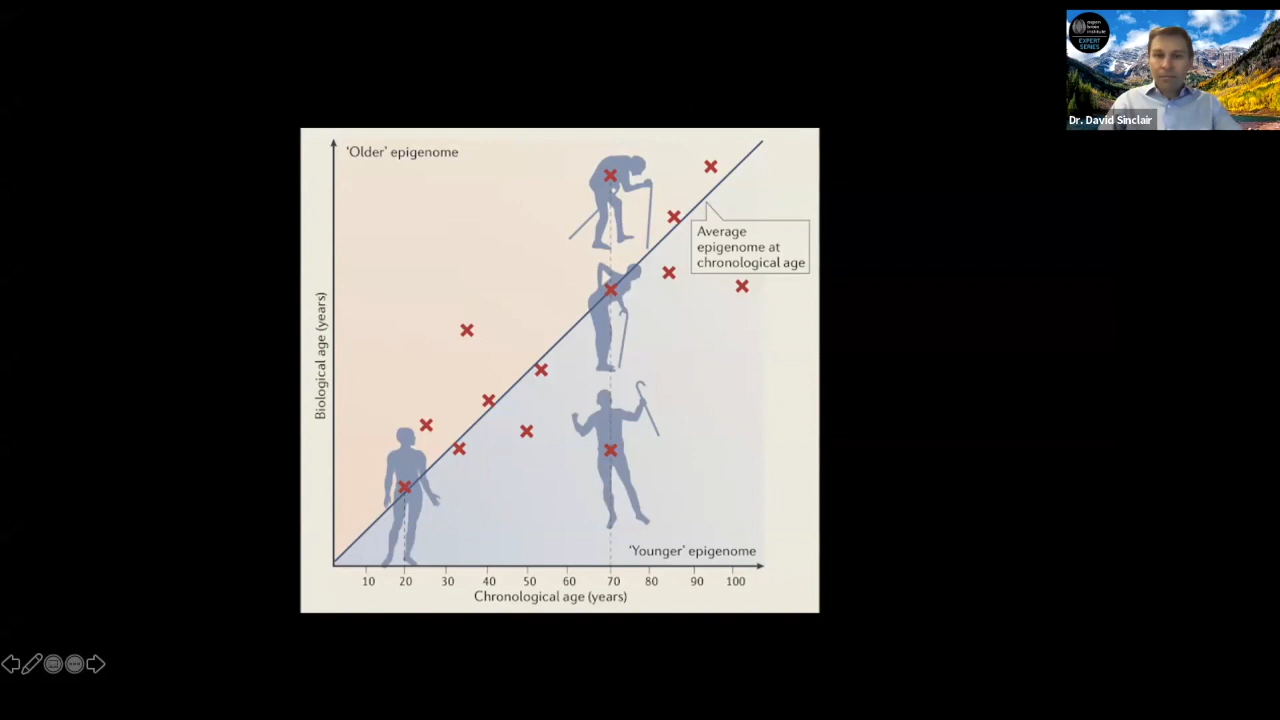 'Older' epigenome
Average
epigenome at
chronological age
'Younger' epigenome
Biological age (years)
10 20 30 40 50 60 70 80 90 100
Chronological age (years)
EXPERT
SERIES
Dr. David Sinclair